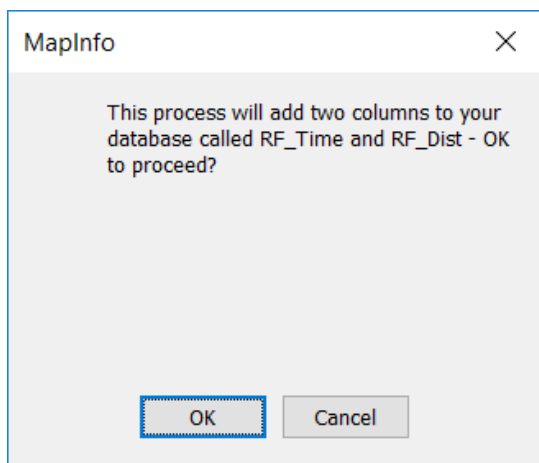 MapInfo
This process will add two columns to your
database called RF_Time and RF_Dist - OK
to proceed?
OK
Cancel